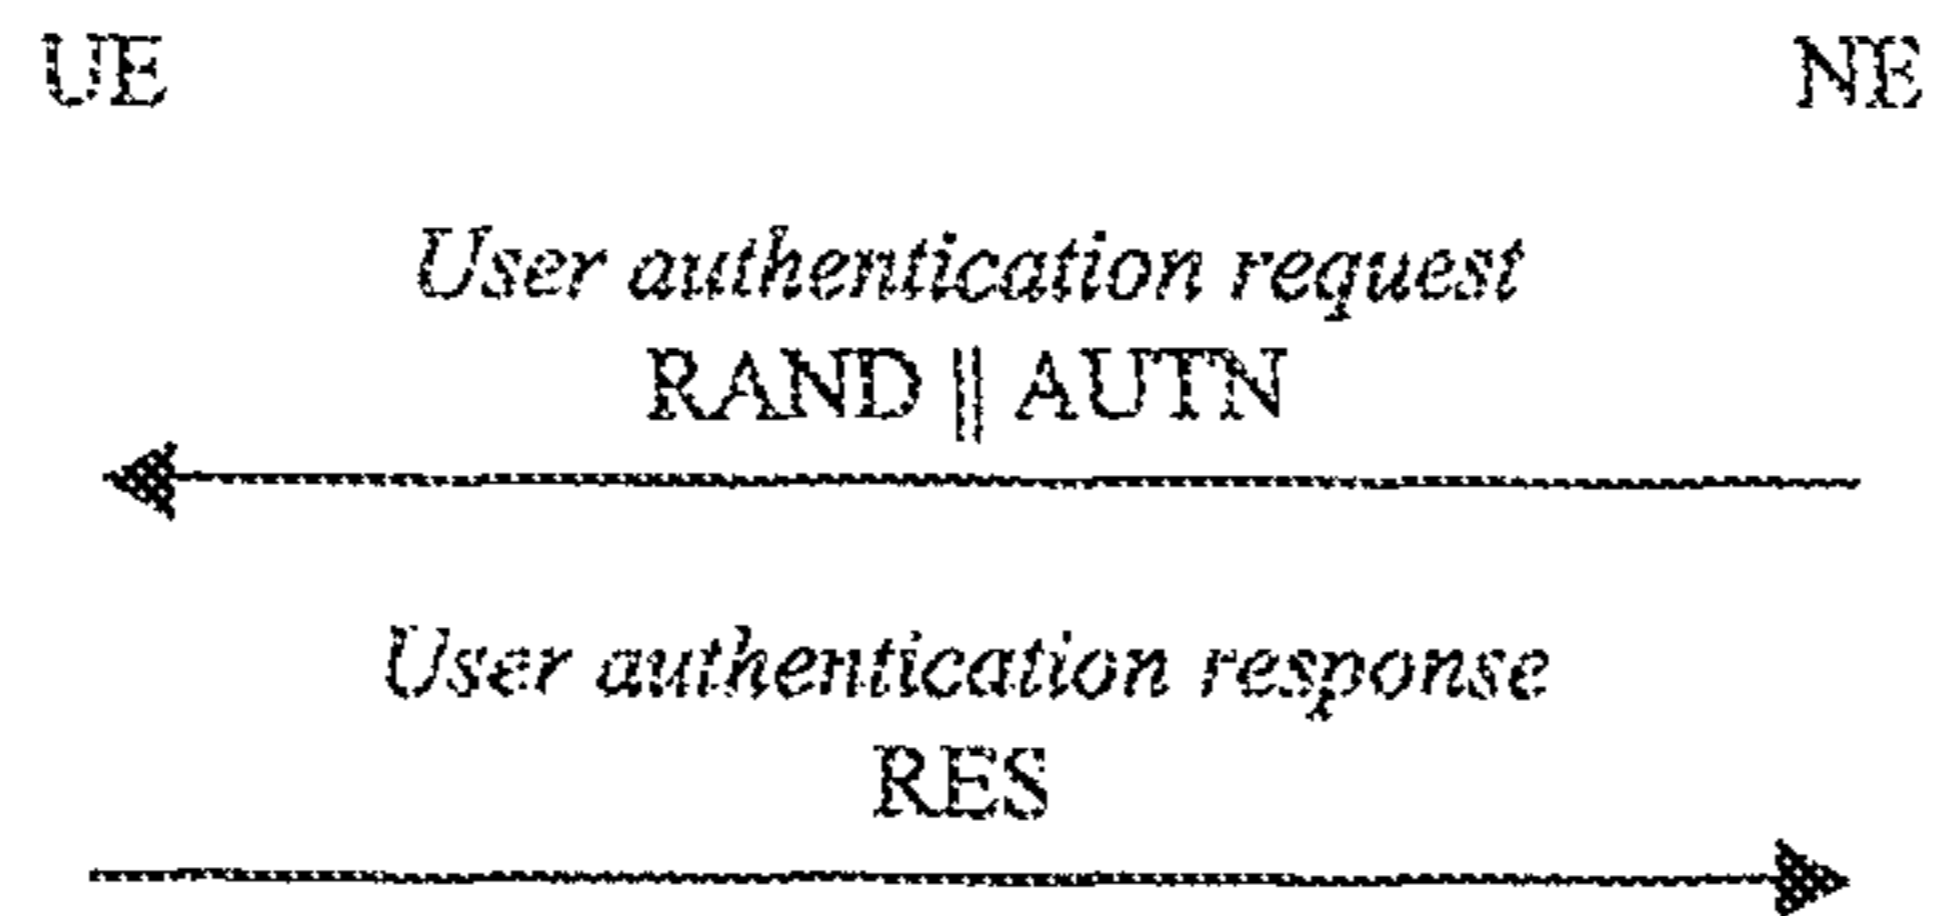 UE NE
User authentication request
RAND || AUTN
User authentication response
RES